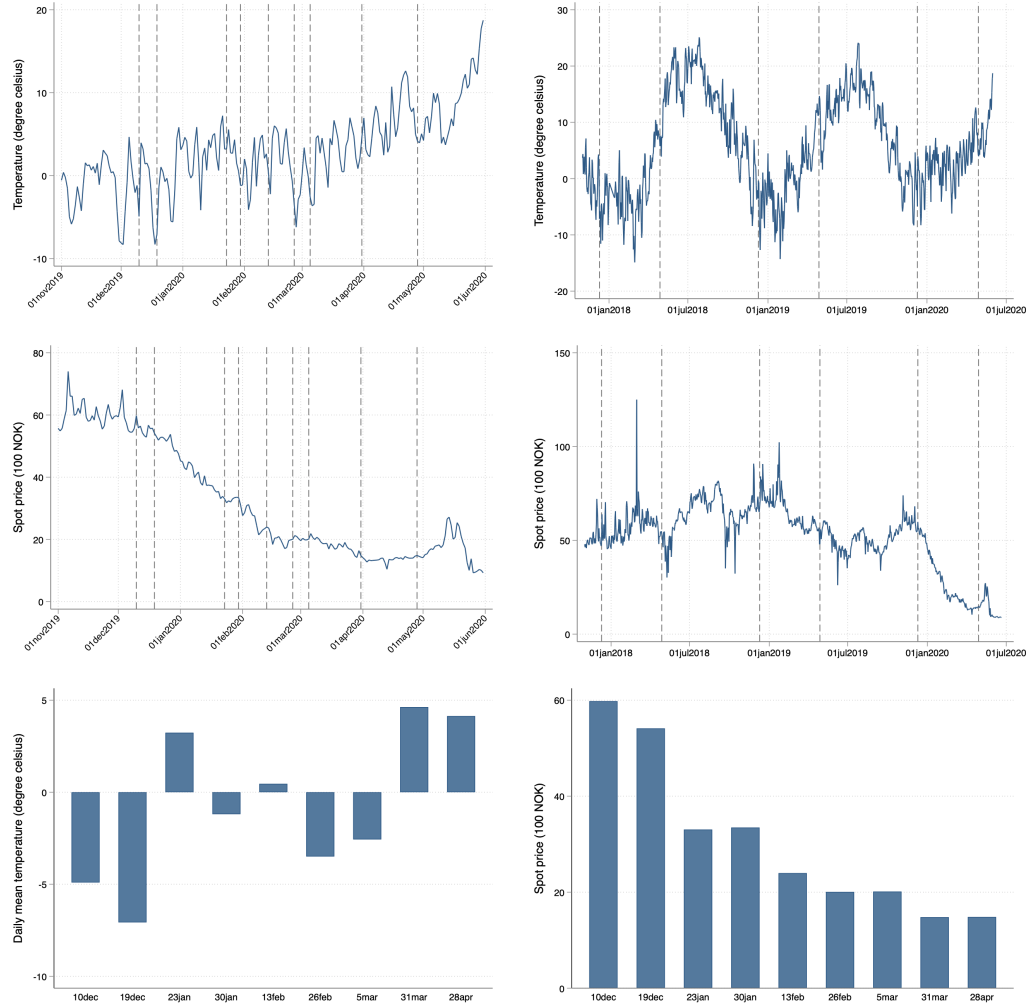 Temperature (degree celsius)
20
10
0
-10
01nov2019
01dec2019
01jan2020
01feb2020
01mar2020
01apr2020
01may2020
01jun2020
Temperature (degree celsius)
30
20
10
0
-10
-20
01jan2018
01jul2018
01jan2019
01jul2019
01jan2020
01jul2020
Spot price (100 NOK)
80
60
40
20
0
01nov2019
01dec2019
01jan2020
01feb2020
01mar2020
01apr2020
01may2020
01jun2020
Spot price (100 NOK)
150
100
50
0
01jan2018
01jul2018
01jan2019
01jul2019
01jan2020
01jul2020
Daily mean temperature (degree celsius)
5
0
-5
-10
10dec
19dec
23jan
30jan
13feb
26feb
5mar
31mar
28apr
Spot price (100 NOK)
60
40
20
0
10dec
19dec
23jan
30jan
13feb
26feb
5mar
31mar
28apr